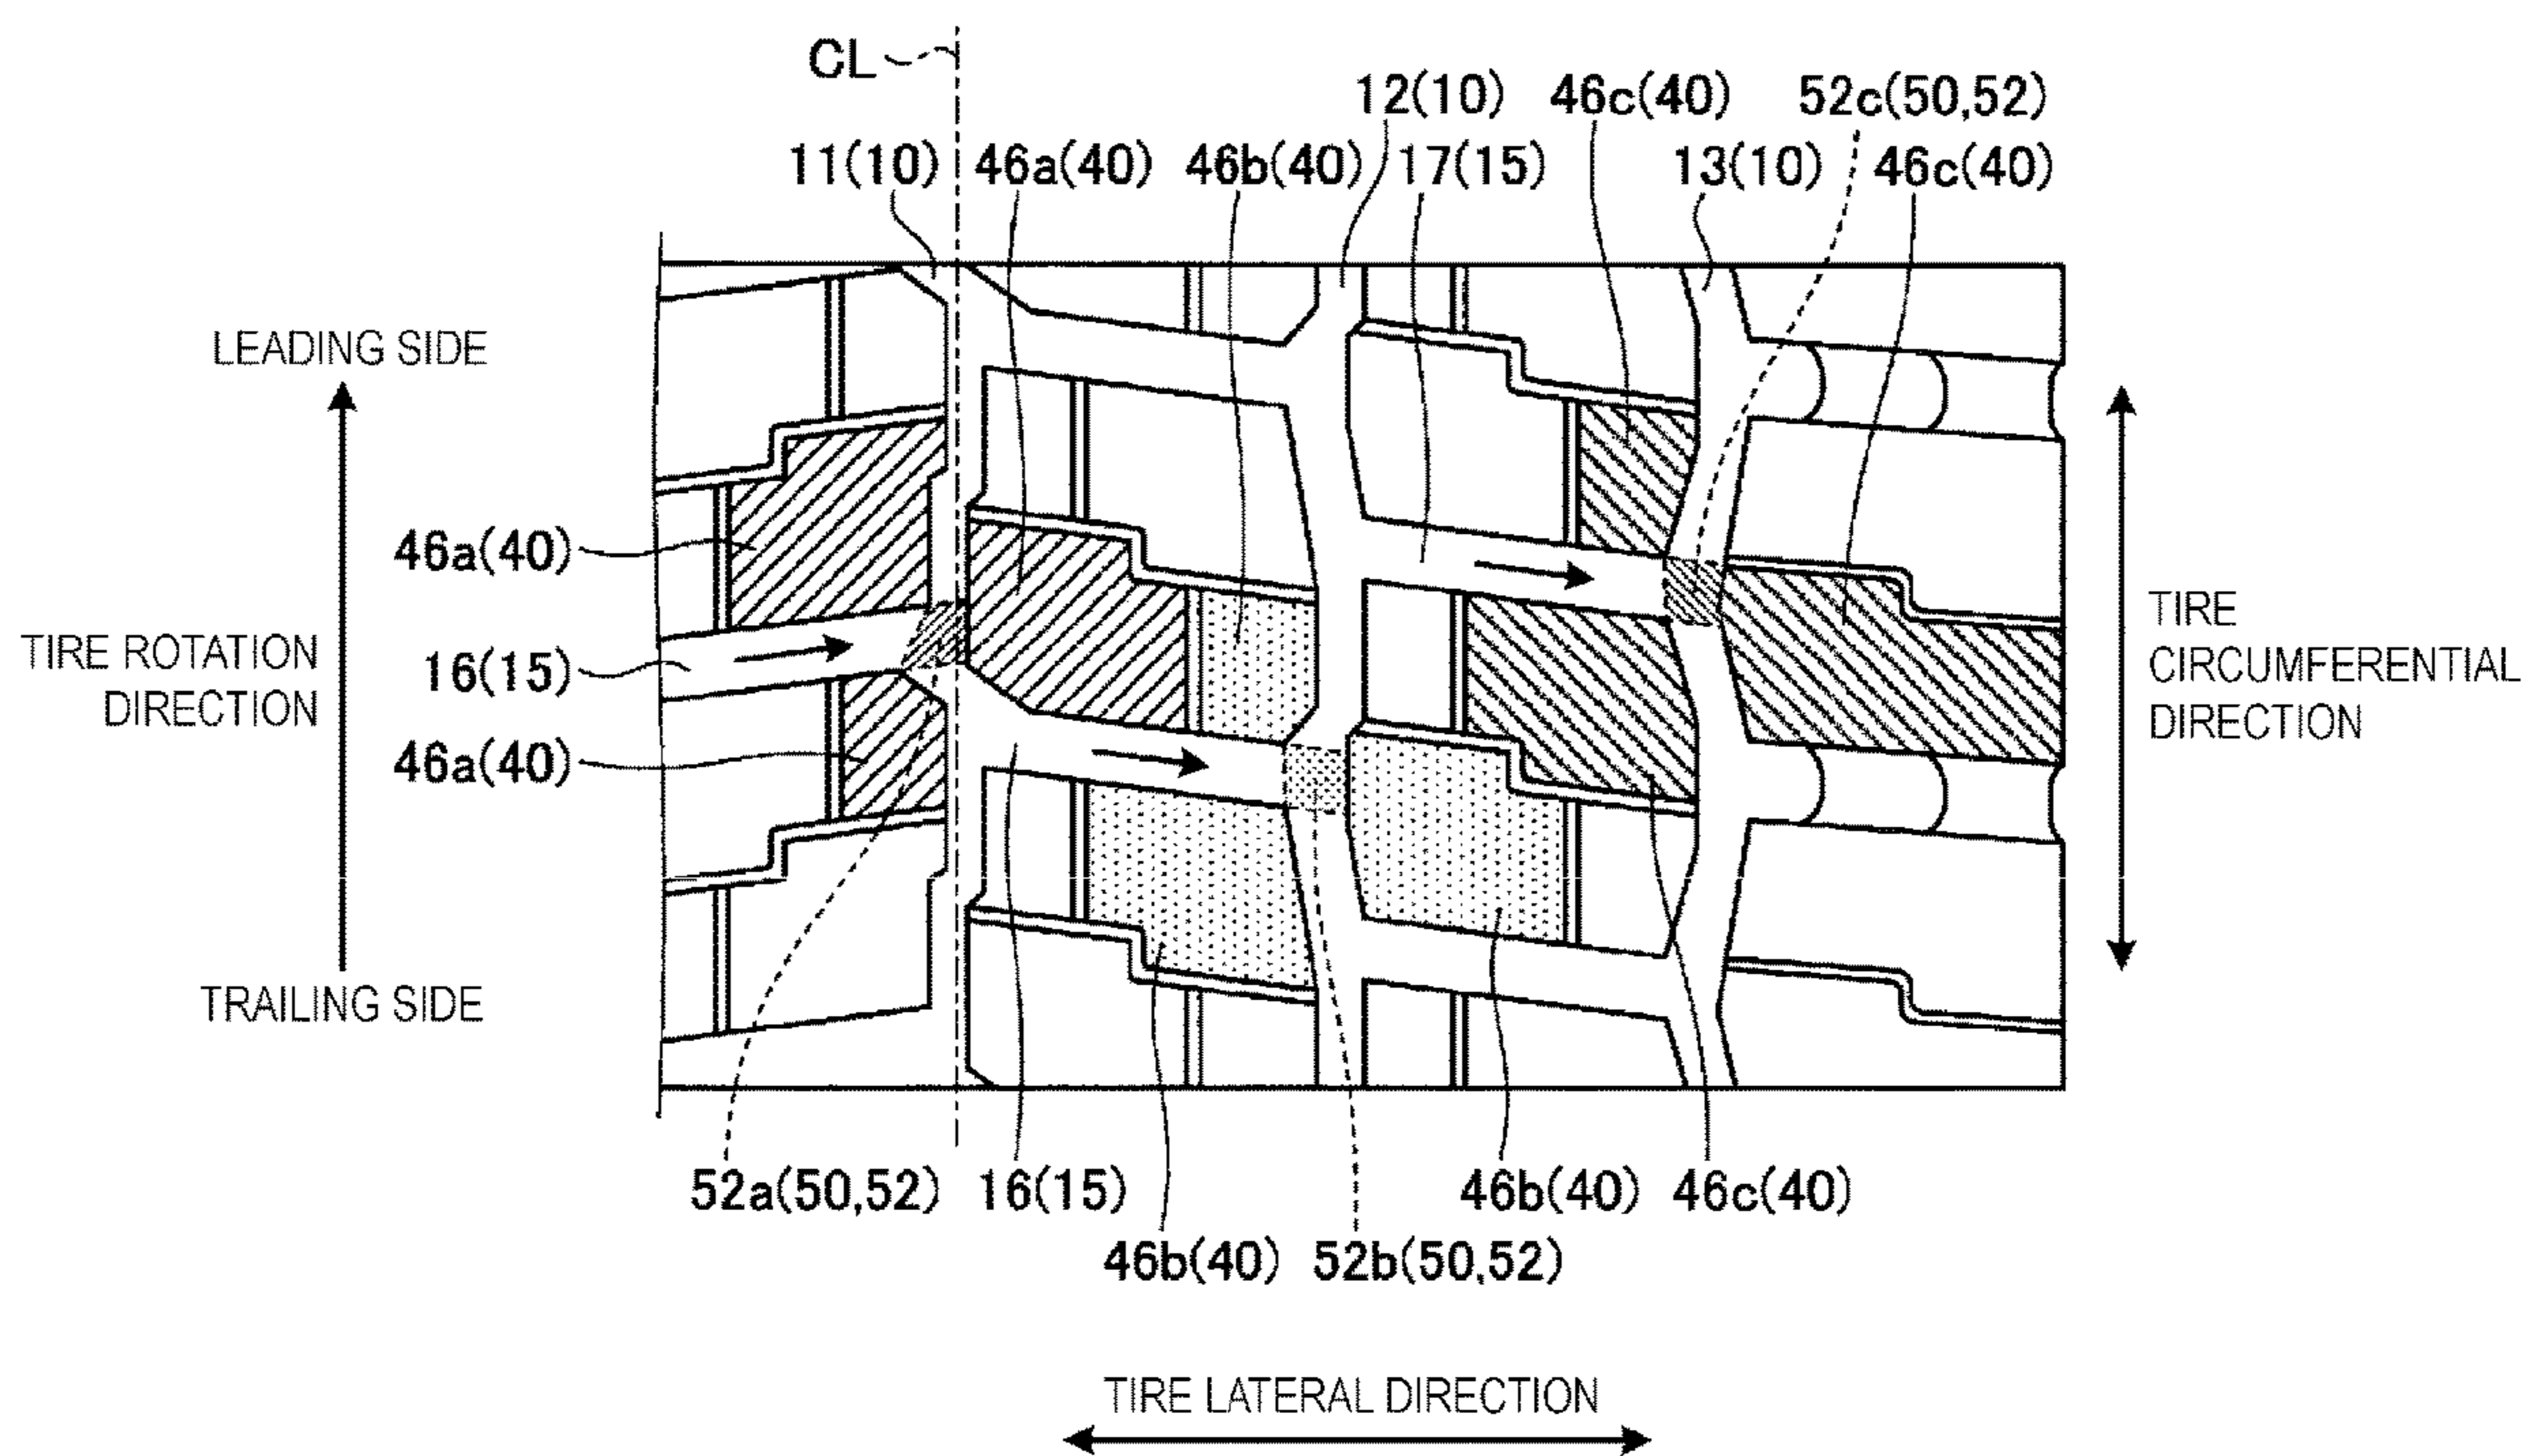 CL
12(10) 46c(40) 52c(50,52)
11(10) 46a(40) 46b(40) 17(15) 13(10) 46c(40)
LEADING SIDE
46a(40)
TIRE ROTATION
DIRECTION
16(15)
TIRE
CIRCUMFERENTIAL
DIRECTION
46a(40)
TRAILING SIDE
52a(50,52) 16(15) 46b(40) 46c(40)
46b(40) 52b(50,52)
TIRE LATERAL DIRECTION